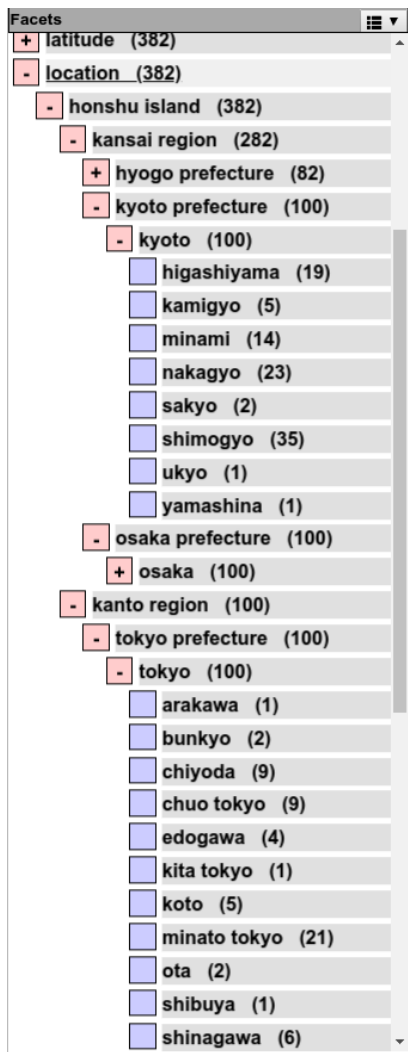 Facets
+ latitude (382)
- location (382)
- honshu island (382)
- kansai region (282)
+ hyogo prefecture (82)
- kyoto prefecture (100)
- kyoto (100)
higashiyama (19)
kamigyo (5)
minami (14)
nakagyo (23)
sakyo (2)
shimogyo (35)
ukyo (1)
yamashina (1)
- osaka prefecture (100)
+ osaka (100)
- kanto region (100)
- tokyo prefecture (100)
- tokyo (100)
arakawa (1)
bunkyo (2)
chiyoda (9)
chuo tokyo (9)
edogawa (4)
kita tokyo (1)
koto (5)
minato tokyo (21)
ota (2)
shibuya (1)
shinagawa (6)